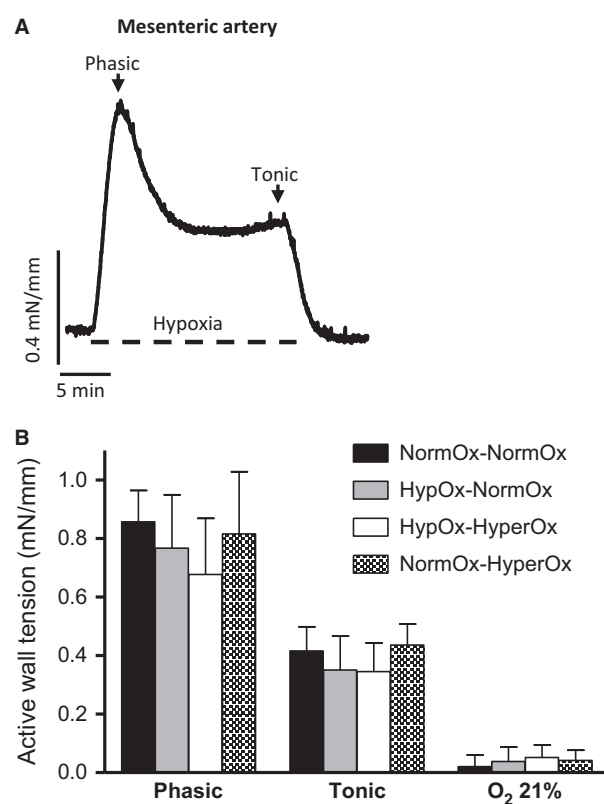 A
Mesenteric artery
Phasic
Tonic
0.4 mN/mm
Hypoxia
5 min
B
Active wall tension (mN/mm)
1.0
0.8
0.6
0.4
0.2
0.0
NormOx-NormOx
HypOx-NormOx
HypOx-HyperOx
NormOx-HyperOx
Phasic Tonic O₂ 21%